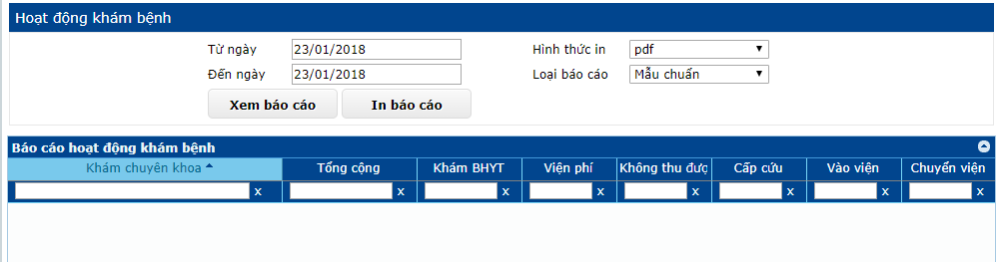 Hoạt động khám bệnh
Từ ngày 23/01/2018 Hình thức in pdf
Đến ngày 23/01/2018 Loại báo cáo Mẫu chuẩn
Xem báo cáo In báo cáo
Báo cáo hoạt động khám bệnh
Khám chuyên khoa Tổng cộng Khám BHYT Viện phí Không thu đượ Cấp cứu Vào viện Chuyển viện
x x x x x x x x